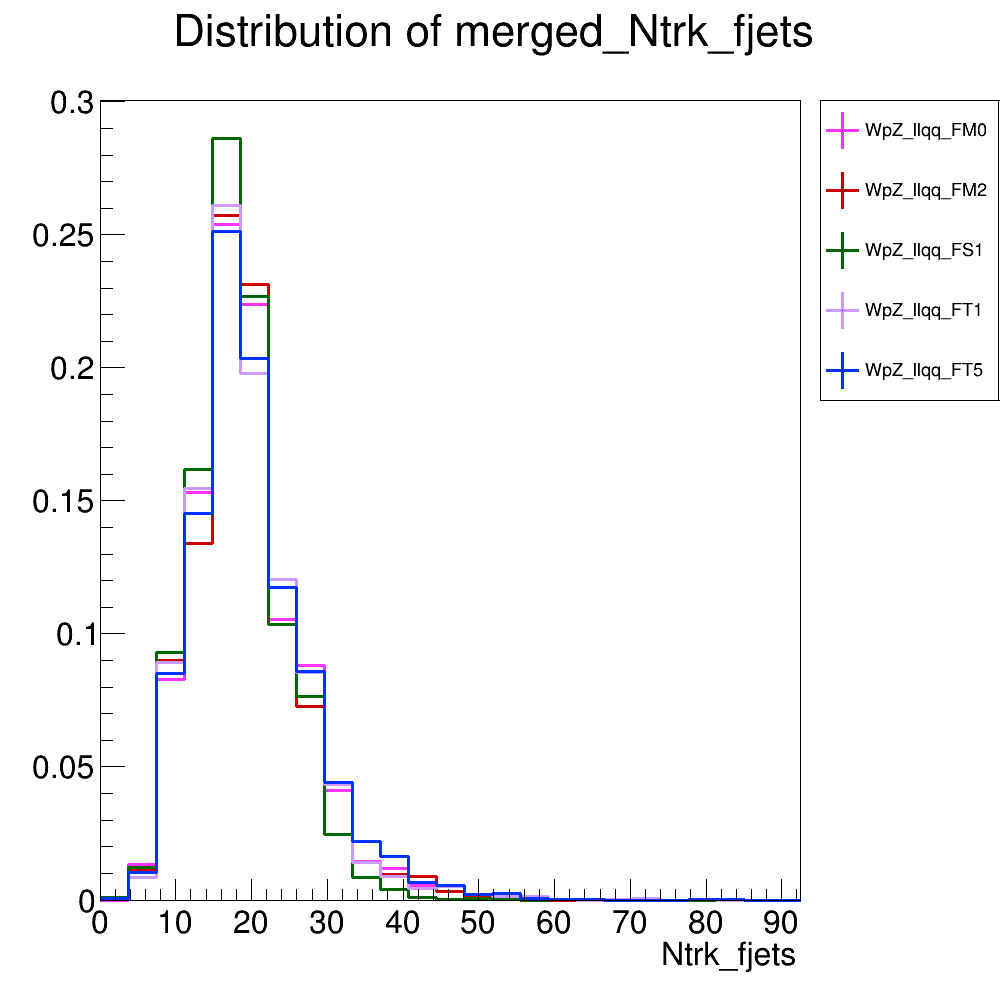 Distribution of merged_Ntrk_fjets
0.3
0.25
0.2
0.15
0.1
0.05
0
0 10 20 30 40 50 60 70 80 90
Ntrk_fjets
WpZ_llqq_FM0
WpZ_llqq_FM2
WpZ_llqq_FS1
WpZ_llqq_FT1
WpZ_llqq_FT5